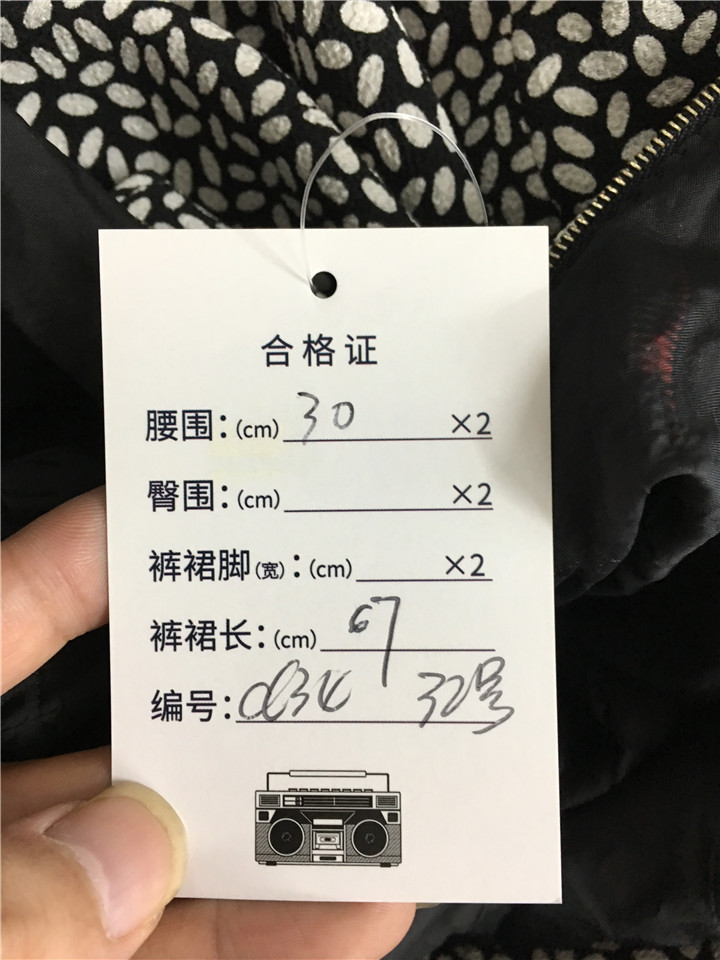 合格证
腰围：(cm) 30 ×2
臀围：(cm) ×2
裤裙脚(宽)：(cm) ×2
裤裙长：(cm) 67
编号： 32号